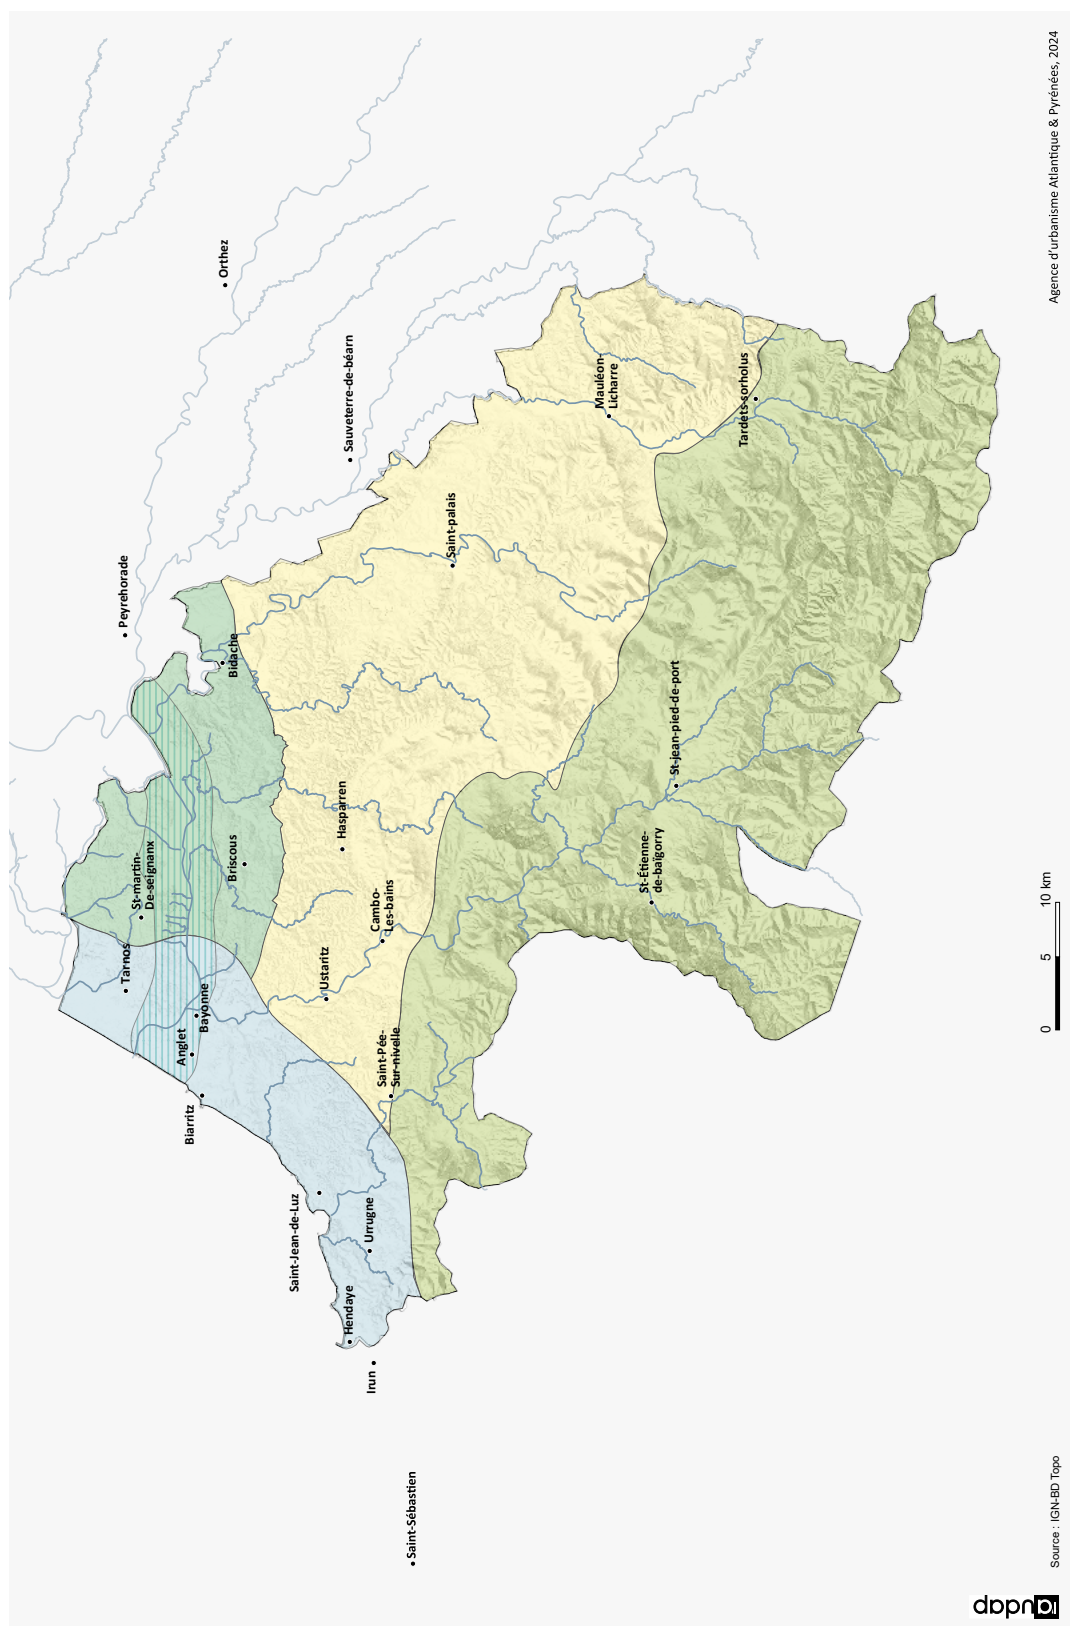 Peyrehorade
Orthez
Sauveterre-de-béarn
Tarnos
St-martin-
De-seignanx
Bidache
Briscous
Anglet
Bayonne
Biarritz
Hasparren
Saint-palais
Ustaritz
Cambo-
Les-bains
Saint-Jean-de-Luz
Urrugne
Hendaye
Irun
Saint-Pée-
Sur-nivelle
Saint-Sébastien
Mauléon-
Licharre
Tardets-sorholus
St-jean-pied-de-port
St-Étienne-
de-baïgorry
0 5 10 km
Source : IGN-BD Topo
Agence d'urbanisme Atlantique & Pyrénées, 2024